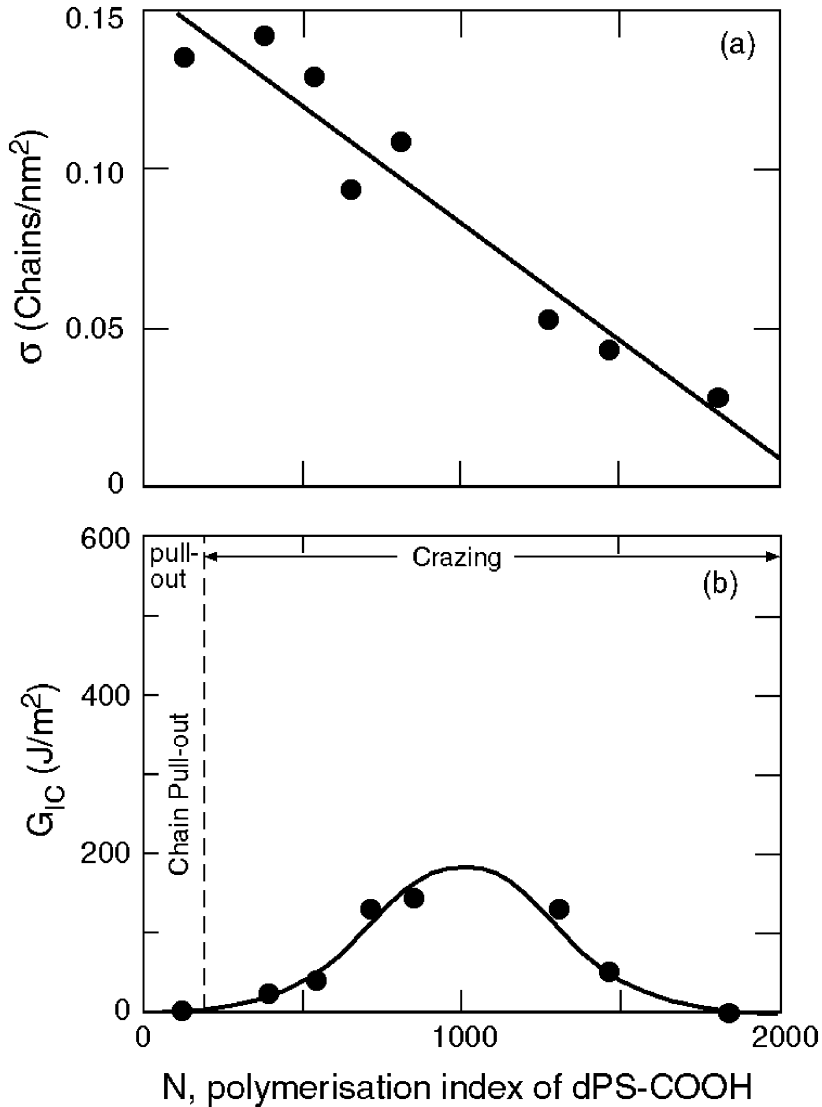 0.15
(a)
0.10
σ (Chains/nm²)
0.05
0
600
pull-
out
Crazing
(b)
400
G_IC (J/m²)
Chain Pull-out
200
0
0 1000 2000
N, polymerisation index of dPS-COOH